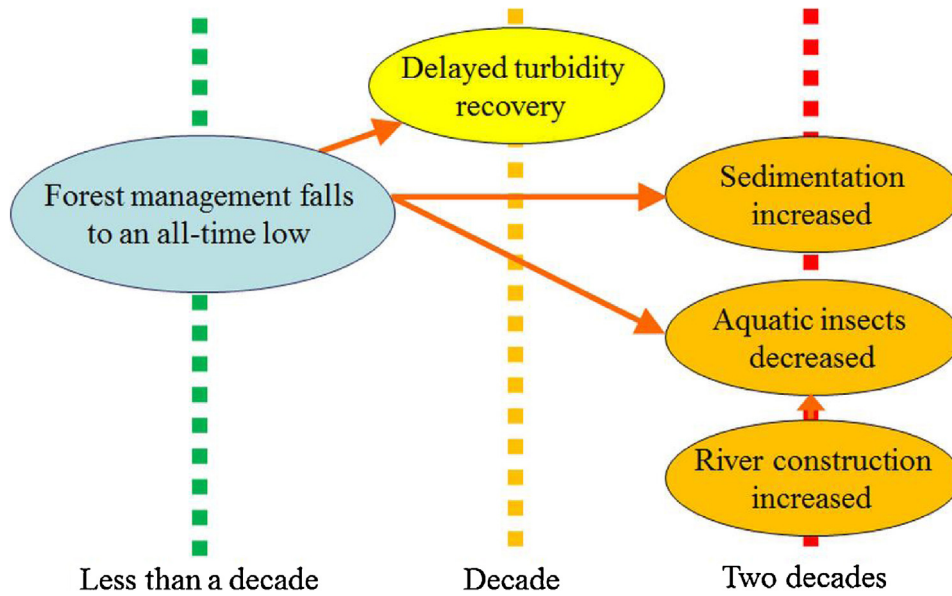 Delayed turbidity
recovery
Forest management falls
to an all-time low
Sedimentation
increased
Aquatic insects
decreased
River construction
increased
Less than a decade
Decade
Two decades